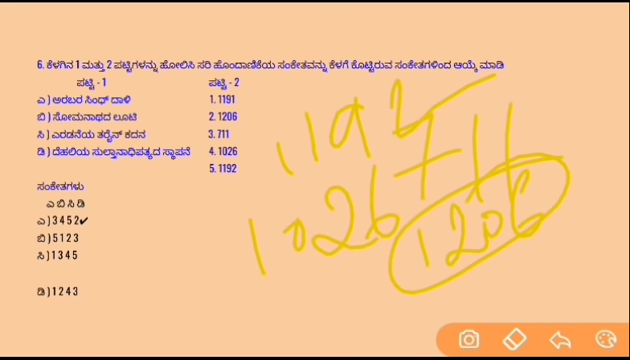 6. ಕೆಳಗಿನ 1 ಮತ್ತು 2 ಪಟ್ಟಿಗಳನ್ನು ಹೋಲಿಸಿ ಸರಿ ಹೊಂದಾಣಿಕೆಯ ಸಂಕೇತವನ್ನು ಕೆಳಗೆ ಕೊಟ್ಟಿರುವ ಸಂಕೇತಗಳಿಂದ ಆಯ್ಕೆ ಮಾಡಿ
ಪಟ್ಟಿ - 1 ಪಟ್ಟಿ - 2
ಎ ) ಅರಬರ ಸಿಂಧ್ ದಾಳಿ 1. 1191
ಬಿ ) ಸೋಮನಾಥದ ಲೂಟಿ 2. 1206
ಸಿ ) ಎರಡನೆಯ ತರೈನ್ ಕದನ 3. 711
ಡಿ ) ದೆಹಲಿಯ ಸುಲ್ತಾನಾಧಿಪತ್ಯದ ಸ್ಥಾಪನೆ 4. 1026
5. 1192
ಸಂಕೇತಗಳು
ಎ ಬಿ ಸಿ ಡಿ
ಎ ) 3 4 5 2✔
ಬಿ ) 5 1 2 3
ಸಿ ) 1 3 4 5
ಡಿ ) 1 2 4 3
1192
711
1026
1206